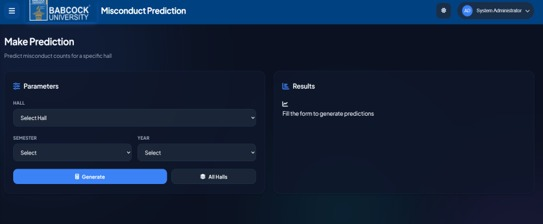 BABCOCK
UNIVERSITY
Misconduct Prediction
System Administrator
Make Prediction
Predict misconduct counts for a specific hall
Parameters
HALL
Select Hall
SEMESTER
YEAR
Select
Select
Generate
All Halls
Results
Fill the form to generate predictions